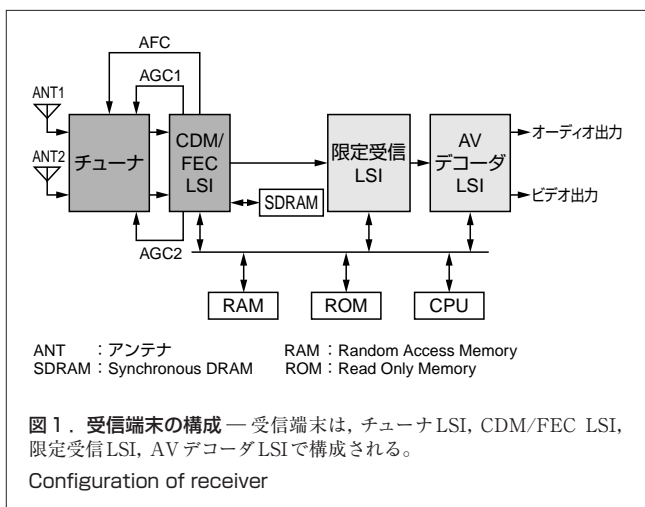 AFC
AGC1
ANT1
ANT2
チューナ
CDM/
FEC
LSI
限定受信
LSI
AV
デコーダ
LSI
オーディオ出力
ビデオ出力
SDRAM
AGC2
RAM
ROM
CPU
ANT :アンテナ
RAM:Random Access Memory
SDRAM:Synchronous DRAM
ROM:Read Only Memory
図1.受信端末の構成 — 受信端末は,チューナLSI, CDM/FEC LSI,
限定受信LSI, AVデコーダLSIで構成される。
Configuration of receiver